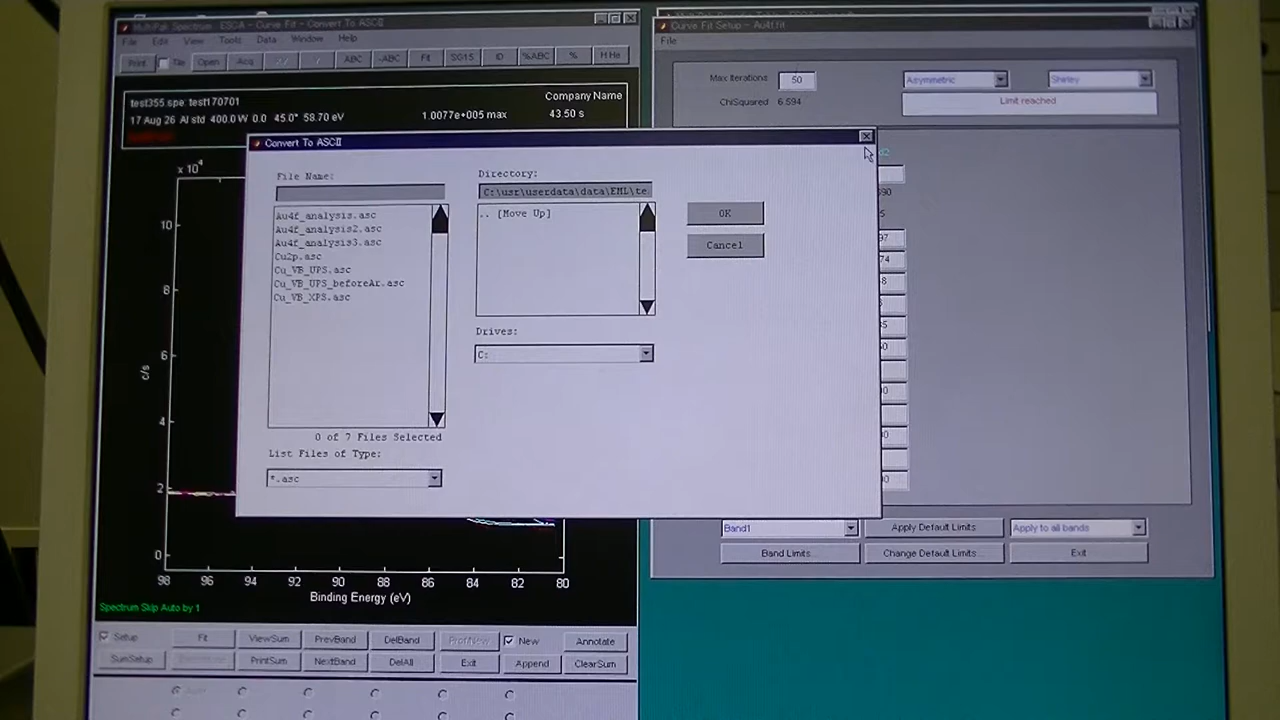 MultiPak Spectrum ESCA - Curve Fit - Convert To ASCII
File Edit View Tools Data Window Help
Print Open Acq ABC -ABC Fit SG15 ID %ABC % H He
test355.spe: test170701 Company Name
17 Aug 26 Al std 400.0 W 0.0 45.0° 58.70 eV 1.0077e+005 max 43.50 s
x 10⁴
10
8
6
4
2
0
c/s
98 96 94 92 90 88 86 84 82 80
Binding Energy (eV)
Spectrum Skip Auto by 1
Setup Fit ViewSum PrevBand DelBand New Annotate
SumSetup PrintSum NextBand DelAll Exit Append ClearSum
Curve Fit Setup - Au4f.fit
File
Max Iterations 50 Asymmetric Shirley
ChiSquared 6.594 Limit reached
Convert To ASCII
File Name:
Au4f_analysis.asc
Au4f_analysis2.asc
Au4f_analysis3.asc
Cu2p.asc
Cu_VB_UPS.asc
Cu_VB_UPS_beforeAr.asc
Cu_VB_XPS.asc
0 of 7 Files Selected
List Files of Type:
*.asc
Directory:
C:\usr\userdata\data\EML\te
.. [Move Up]
Drives:
C:
OK
Cancel
Band1 Apply Default Limits Apply to all bands
Band Limits... Change Default Limits... Exit